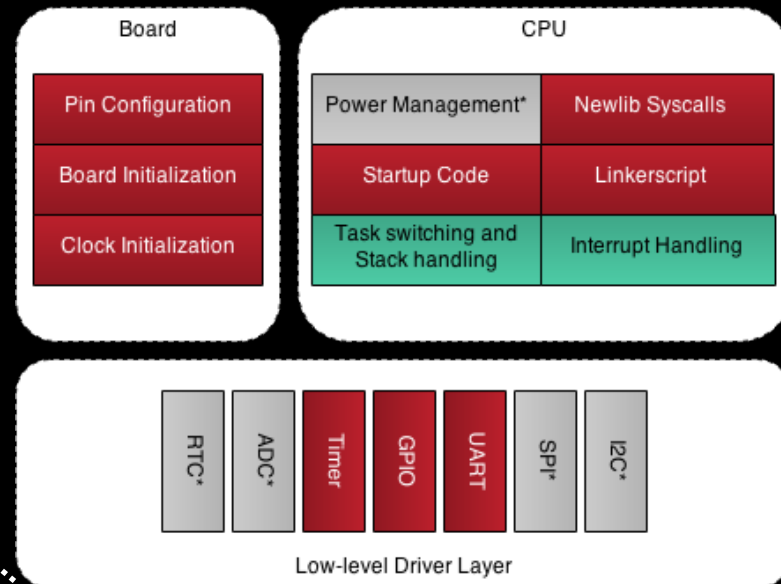 Board
Pin Configuration
Board Initialization
Clock Initialization
CPU
Power Management*
Newlib Syscalls
Startup Code
Linkerscript
Task switching and
Stack handling
Interrupt Handling
RTC*
ADC*
Timer
GPIO
UART
SPI*
I2C*
Low-level Driver Layer